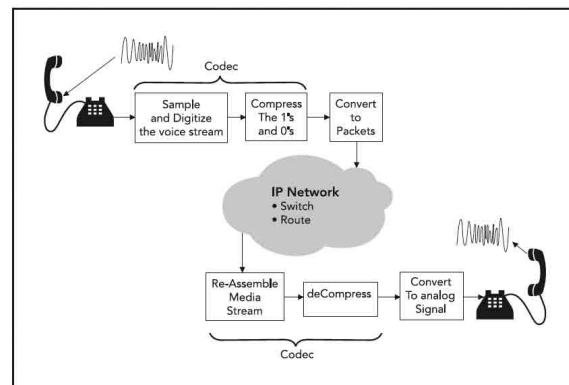 Codec
Sample
and Digitize
the voice stream
Compress
The 1"s
and 0"s
Convert
to
Packets
IP Network
• Switch
• Route
Re-Assemble
Media
Stream
deCompress
Convert
To analog
Signal
Codec